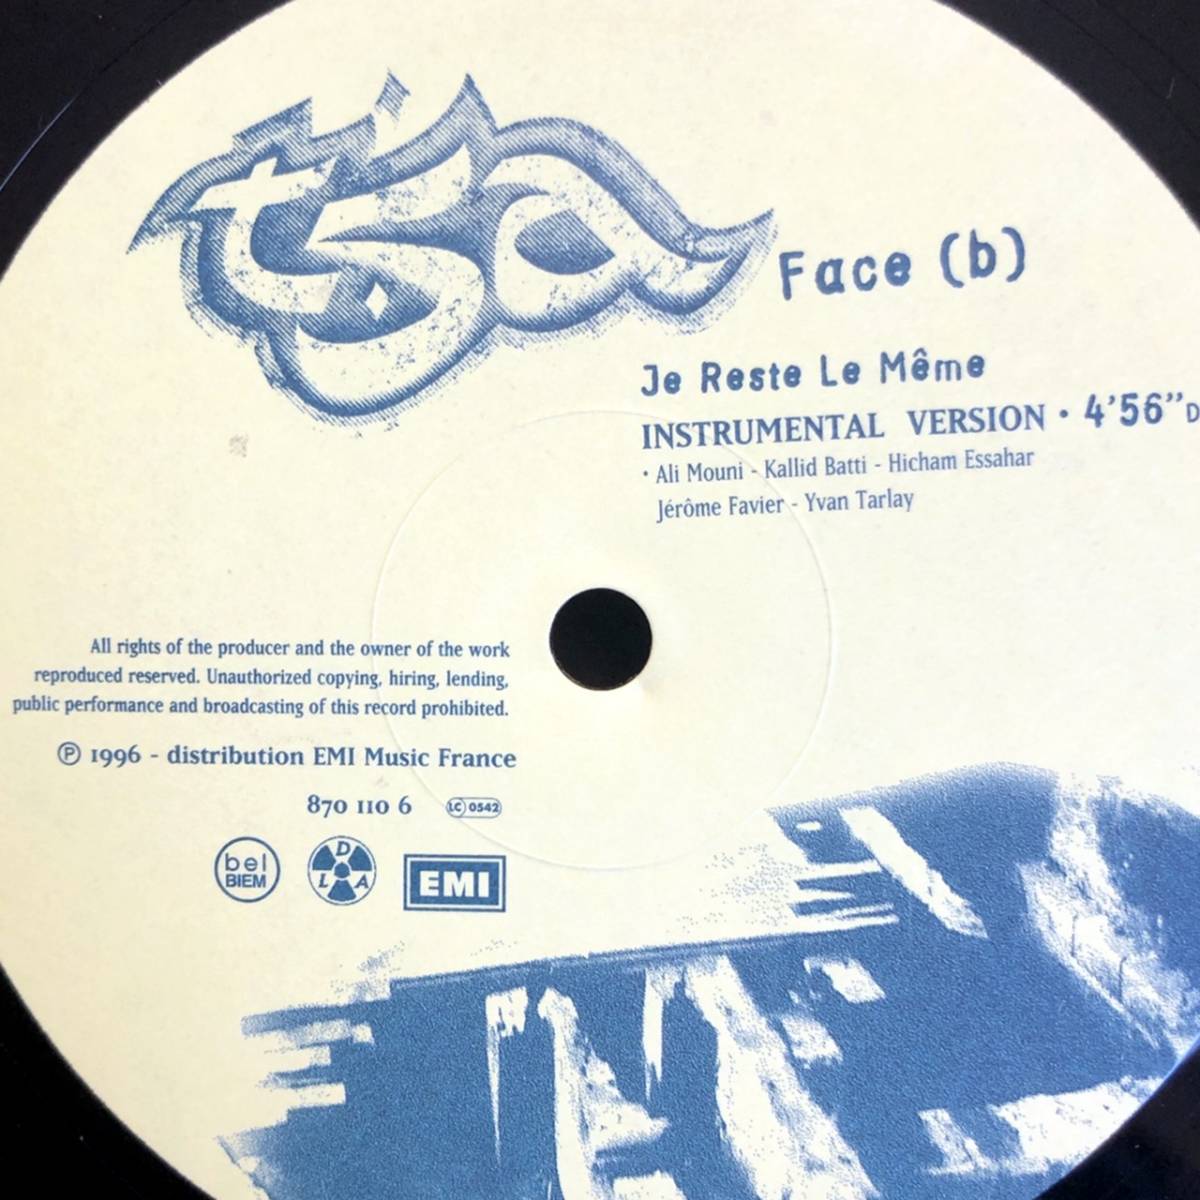 tsa
Face (b)
Je Reste Le Même
INSTRUMENTAL VERSION • 4'56"
• Ali Mouni - Kallid Batti - Hicham Essahar
Jérôme Favier - Yvan Tarlay
All rights of the producer and the owner of the work
reproduced reserved. Unauthorized copying, hiring, lending,
public performance and broadcasting of this record prohibited.
℗ 1996 - distribution EMI Music France
870 110 6 LC 0542
bel
BIEM
D
L A
EMI